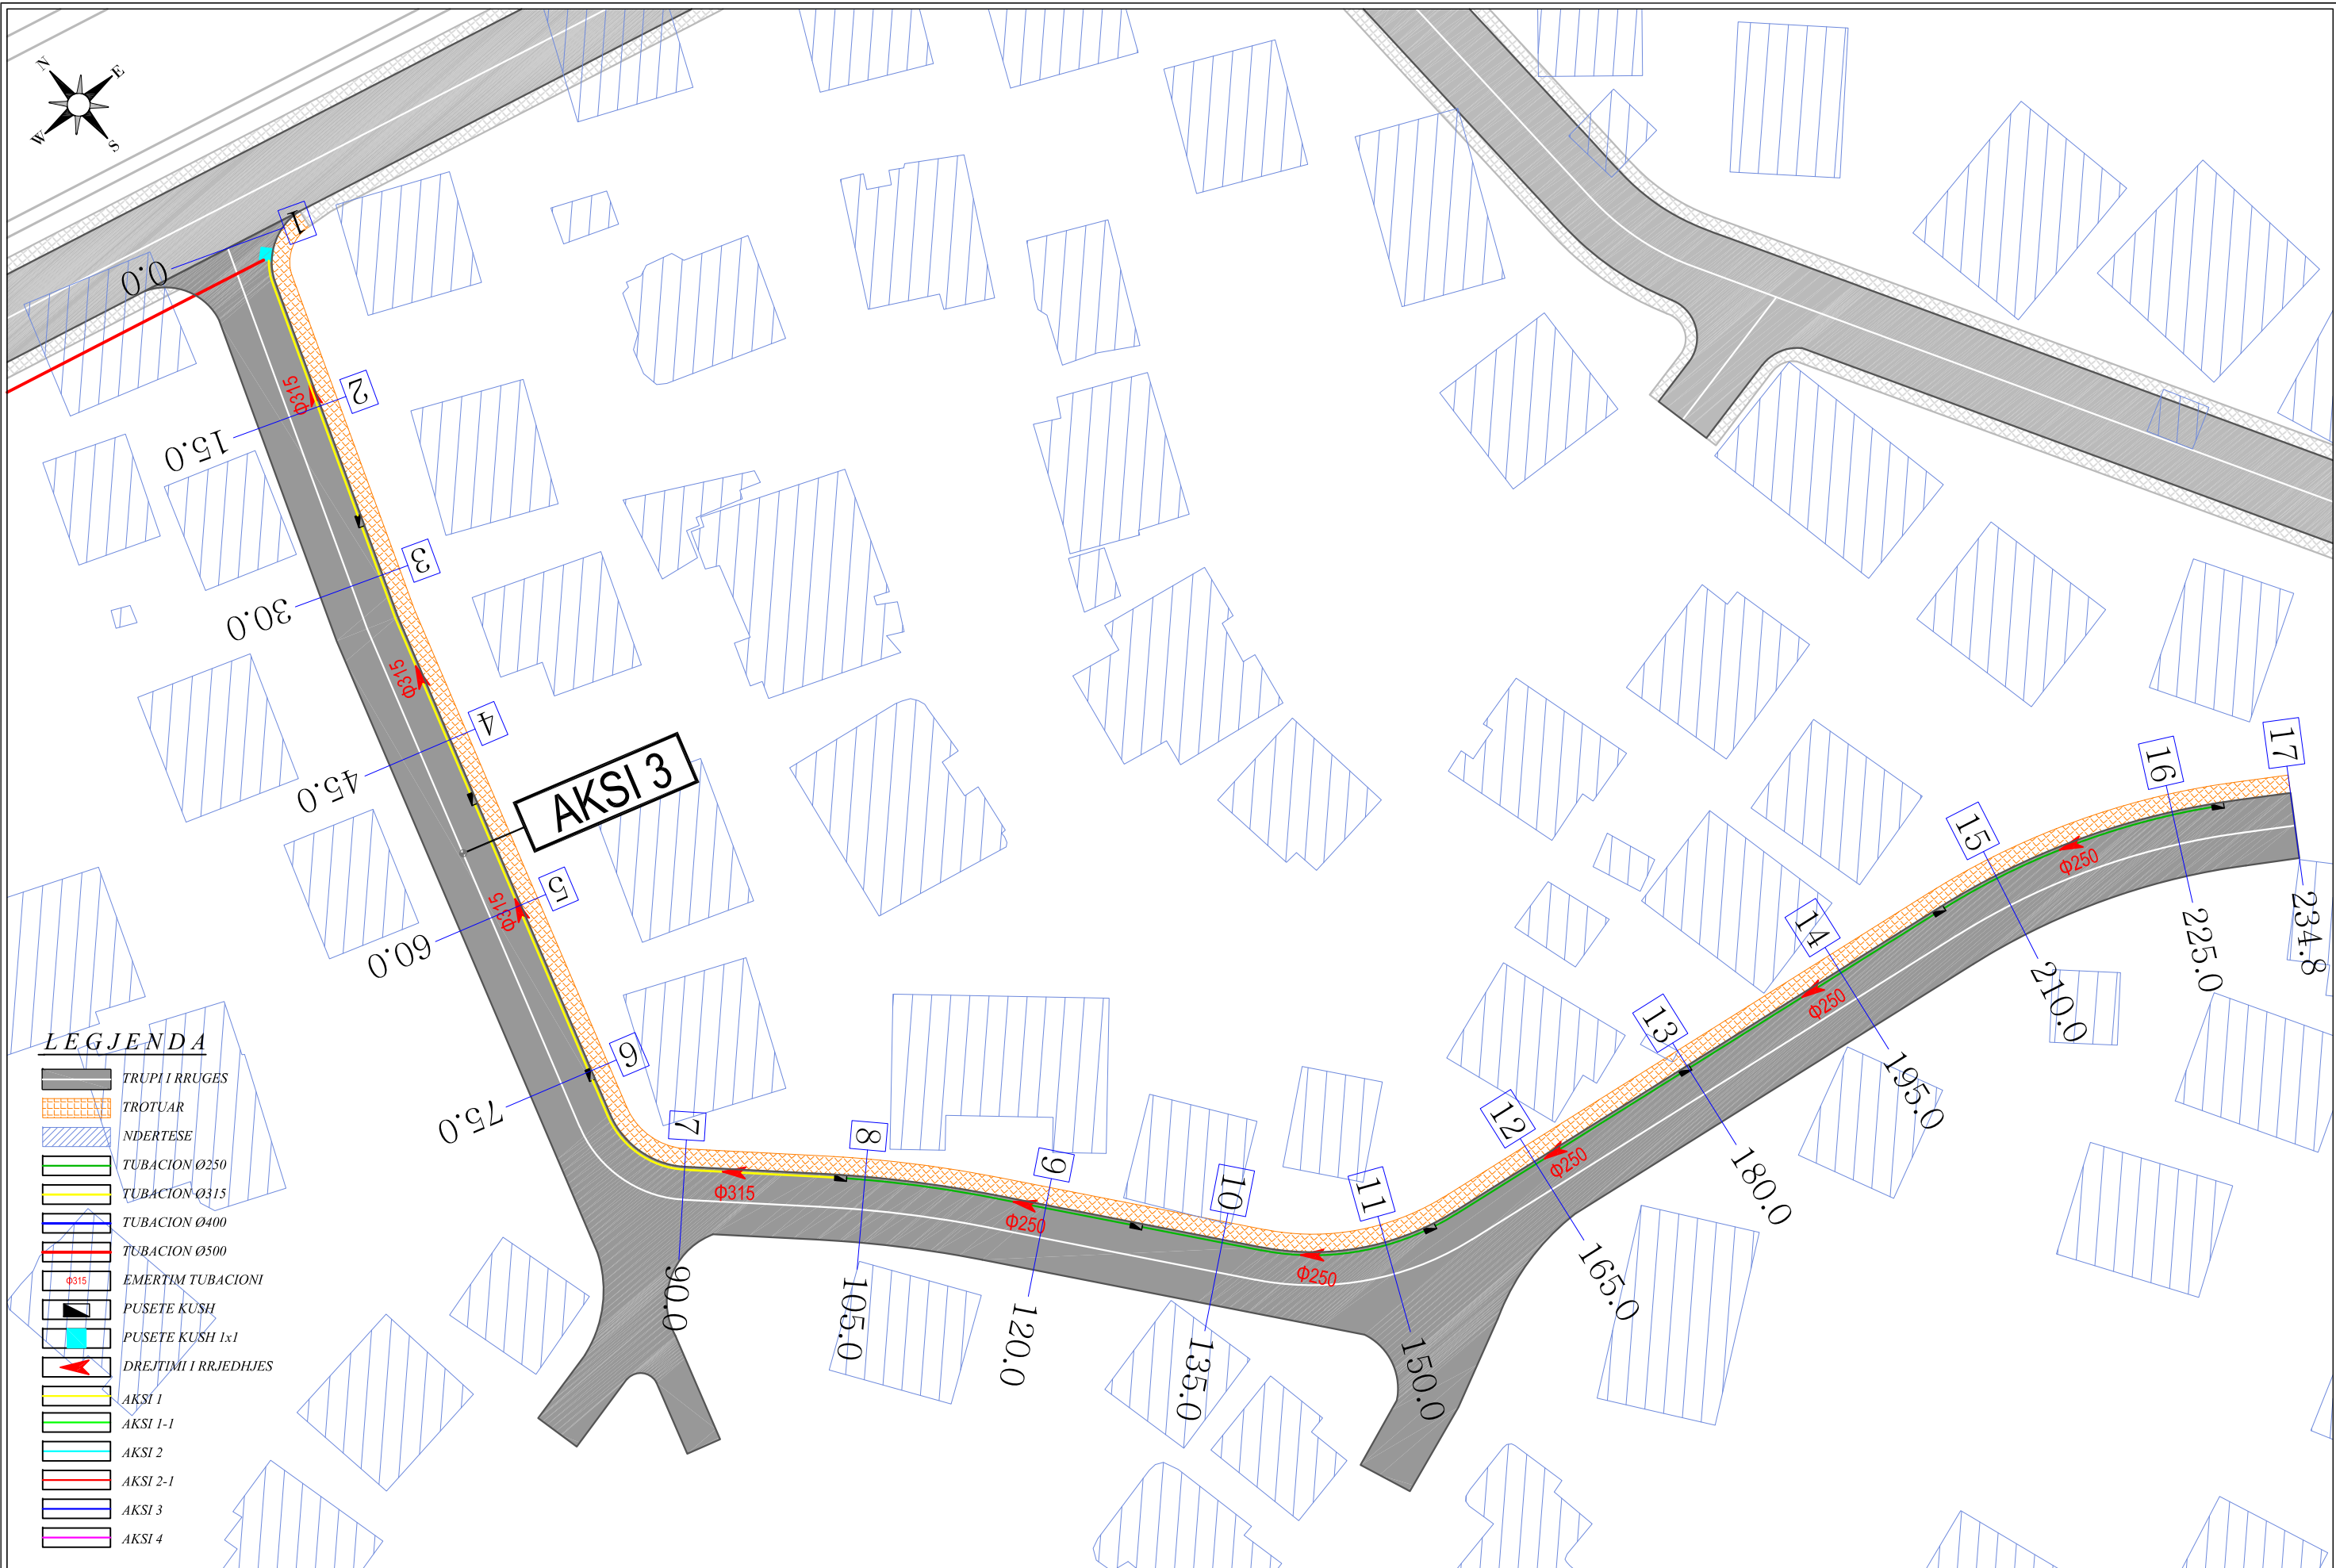 N
E
W
S
1
0.0
2
Φ315
15.0
3
30.0
Φ315
4
45.0
AKSI 3
5
Φ315
60.0
6
75.0
7
90.0
Φ315
8
105.0
9
Φ250
120.0
10
135.0
Φ250
11
150.0
12
Φ250
165.0
13
180.0
14
Φ250
195.0
15
210.0
Φ250
16
225.0
17
234.8
LEGJENDA
TRUPI I RRUGES
TROTUAR
NDERTESE
TUBACION Ø250
TUBACION Ø315
TUBACION Ø400
TUBACION Ø500
Φ315 EMERTIM TUBACIONI
PUSETE KUSH
PUSETE KUSH 1x1
DREJTIMI I RRJEDHJES
AKSI 1
AKSI 1-1
AKSI 2
AKSI 2-1
AKSI 3
AKSI 4